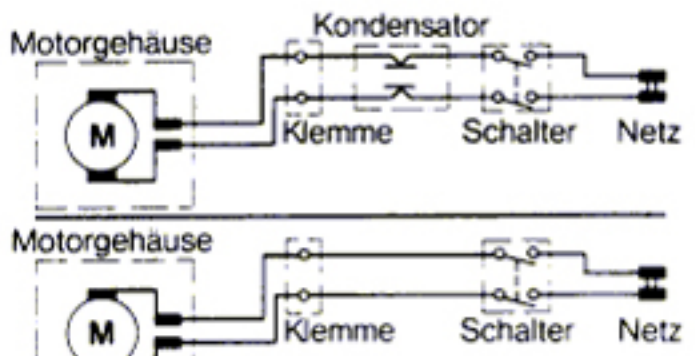 Kondensator
Motorgehäuse
M
Klemme Schalter Netz
Motorgehäuse
M
Klemme Schalter Netz